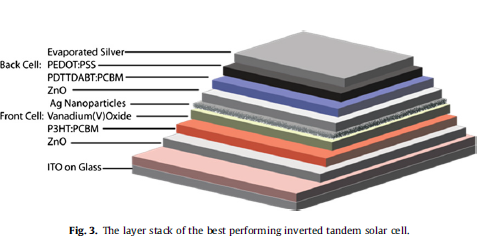 Evaporated Silver
Back Cell: PEDOT:PSS
PDTTDABT:PCBM
ZnO
Ag Nanoparticles
Front Cell: Vanadium(V)Oxide
P3HT:PCBM
ZnO
ITO on Glass
Fig. 3. The layer stack of the best performing inverted tandem solar cell.